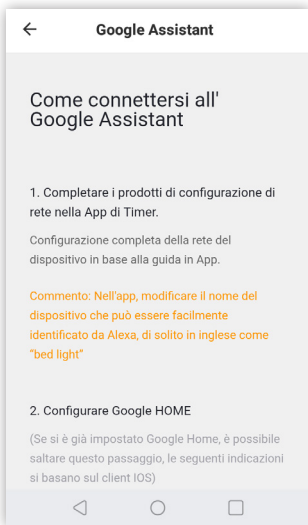 Google Assistant
Come connettersi all'
Google Assistant
1. Completare i prodotti di configurazione di
rete nella App di Timer.
Configurazione completa della rete del
dispositivo in base alla guida in App.
Commento: Nell'app, modificare il nome del
dispositivo che può essere facilmente
identificato da Alexa, di solito in inglese come
“bed light”
2. Configurare Google HOME
(Se si è già impostato Google Home, è possibile
saltare questo passaggio, le seguenti indicazioni
si basano sul client IOS)